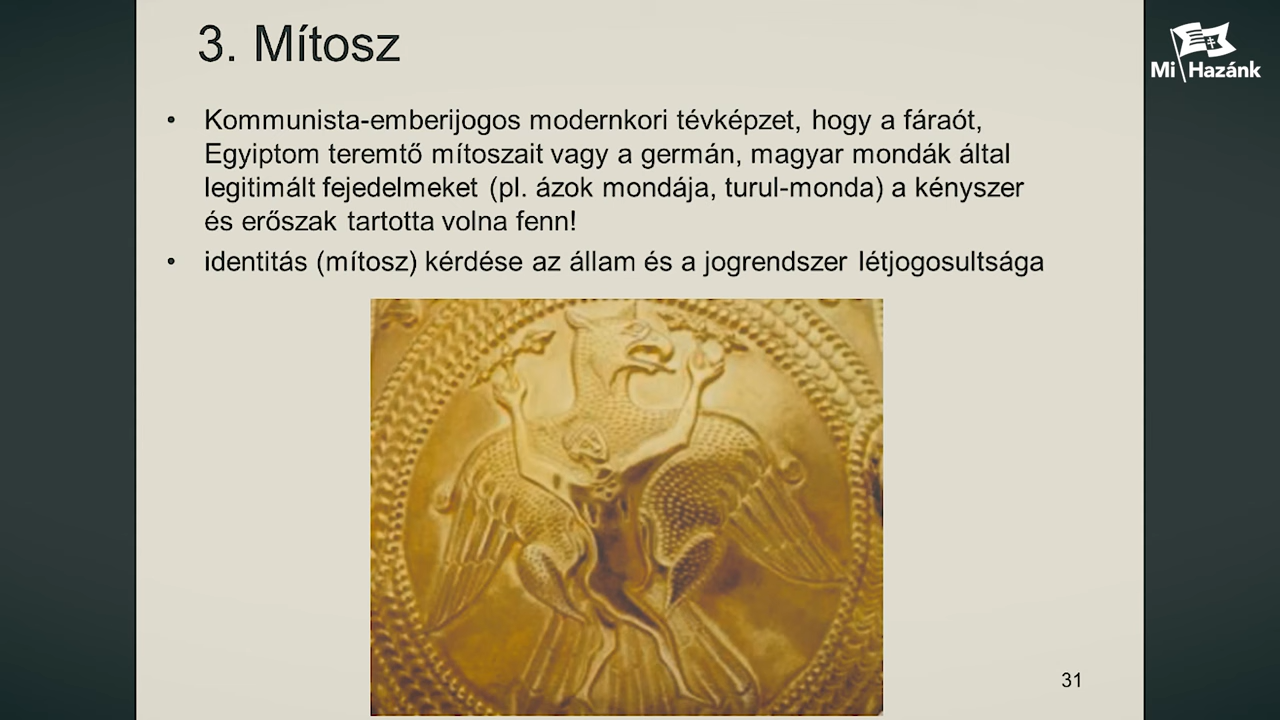 3. Mítosz
Mi Hazánk
• Kommunista-emberijogos modernkori tévképzet, hogy a fáraót,
Egyiptom teremtő mítoszait vagy a germán, magyar mondák által
legitimált fejedelmeket (pl. ázok mondája, turul-monda) a kényszer
és erőszak tartotta volna fenn!
• identitás (mítosz) kérdése az állam és a jogrendszer létjogosultsága
31